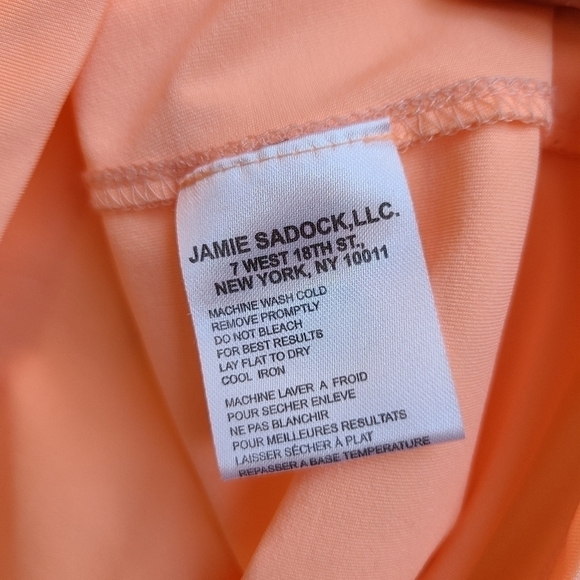 JAMIE SADOCK,LLC.
7 WEST 18TH ST.,
NEW YORK, NY 10011
MACHINE WASH COLD
REMOVE PROMPTLY
DO NOT BLEACH
FOR BEST RESULTS
LAY FLAT TO DRY
COOL IRON
MACHINE LAVER A FROID
POUR SECHER ENLEVE
NE PAS BLANCHIR
POUR MEILLEURES RESULTATS
LAISSER SÉCHER À PLAT
REPASSER A BASE TEMPERATURE